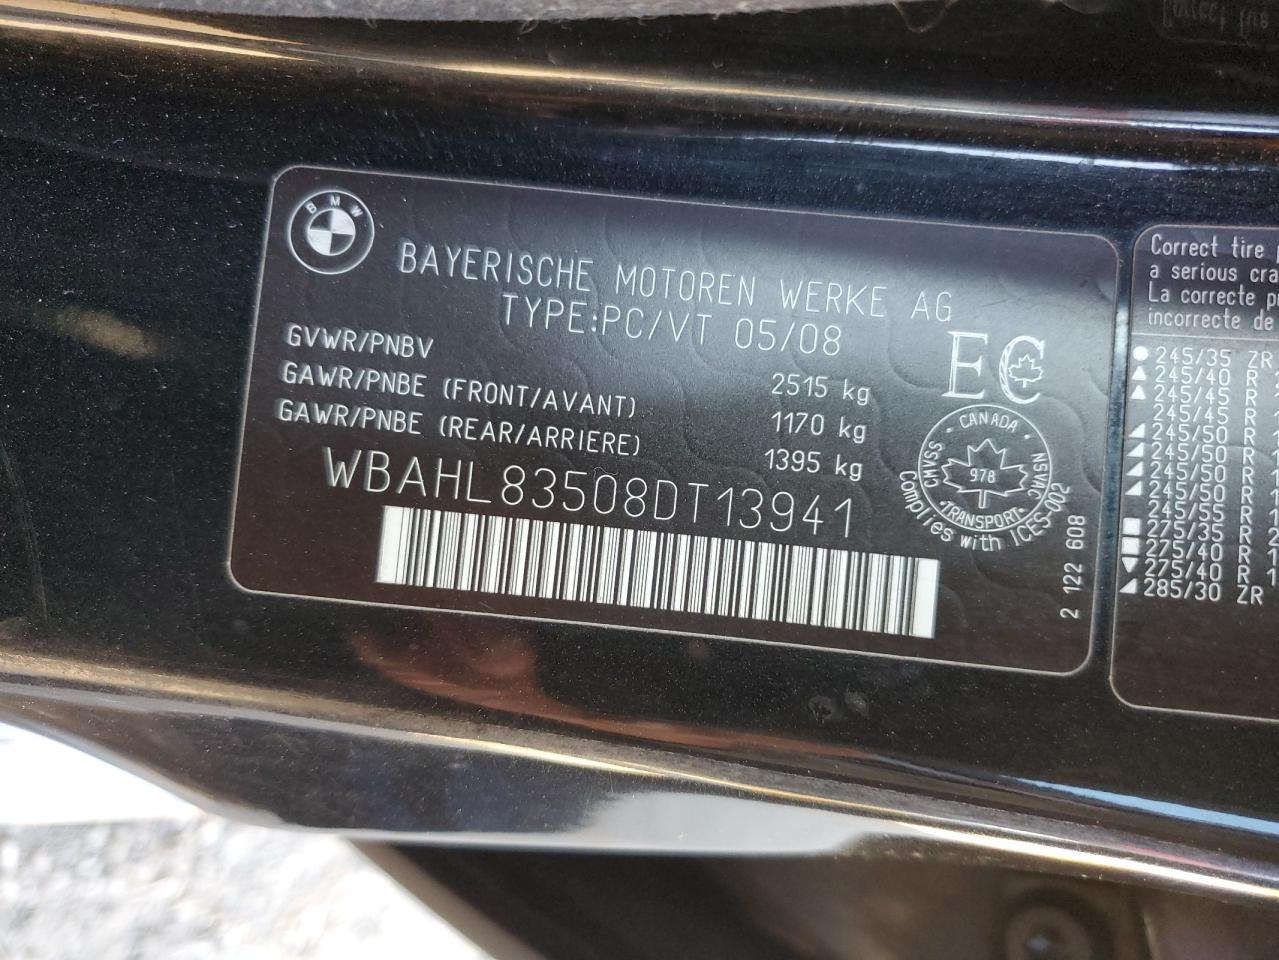 BMW
BAYERISCHE MOTOREN WERKE AG
TYPE:PC/VT 05/08
GVWR/PNBV 2515 kg
GAWR/PNBE (FRONT/AVANT) 1170 kg
GAWR/PNBE (REAR/ARRIERE) 1395 kg
WBAHL83508DT13941
EC
CANADA
CMVSS NSVAC
978
TRANSPORT
Complies with ICES-002
2 122 608
Correct tire
a serious
La correcte
incorrecte de
245/35 ZR
245/40 R
245/45 R
245/45 R
245/50 R
245/50 R
245/50 R
245/55 R
275/35 R
275/40 R
275/40 R
285/30 ZR